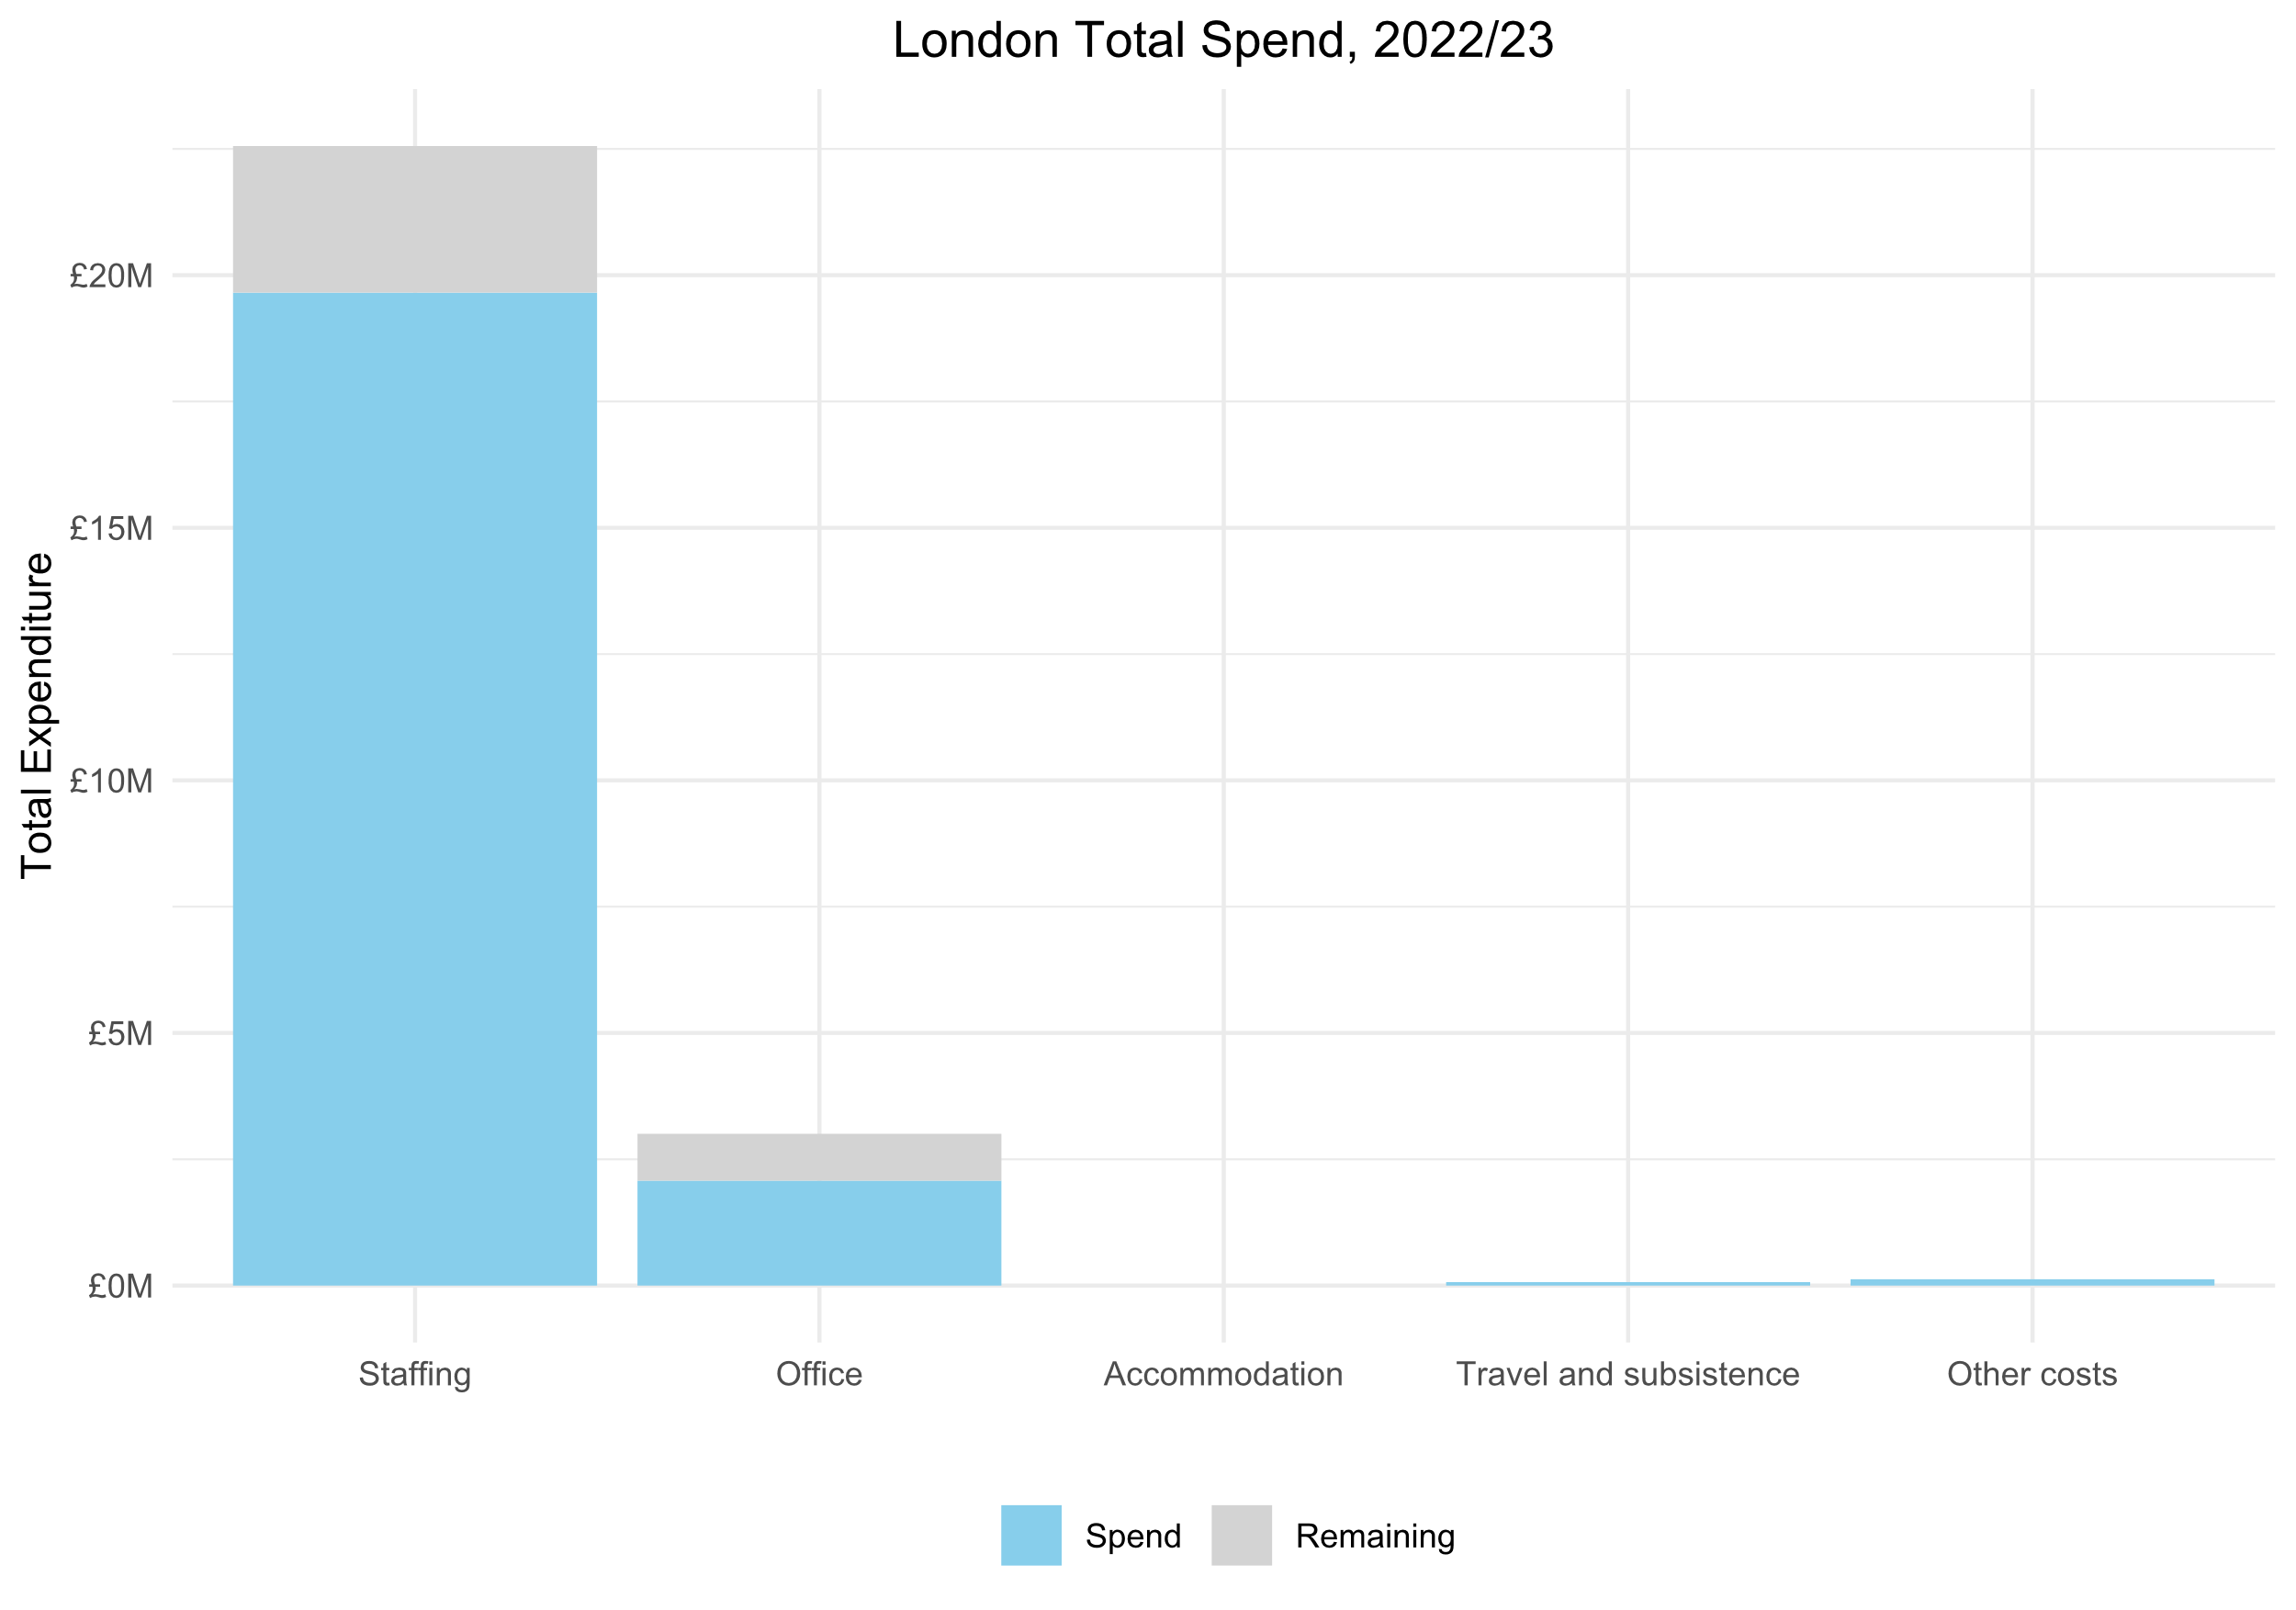 London Total Spend, 2022/23
Total Expenditure
£20M
£15M
£10M
£5M
£0M
Staffing Office Accommodation Travel and subsistence Other costs
Spend Remaining